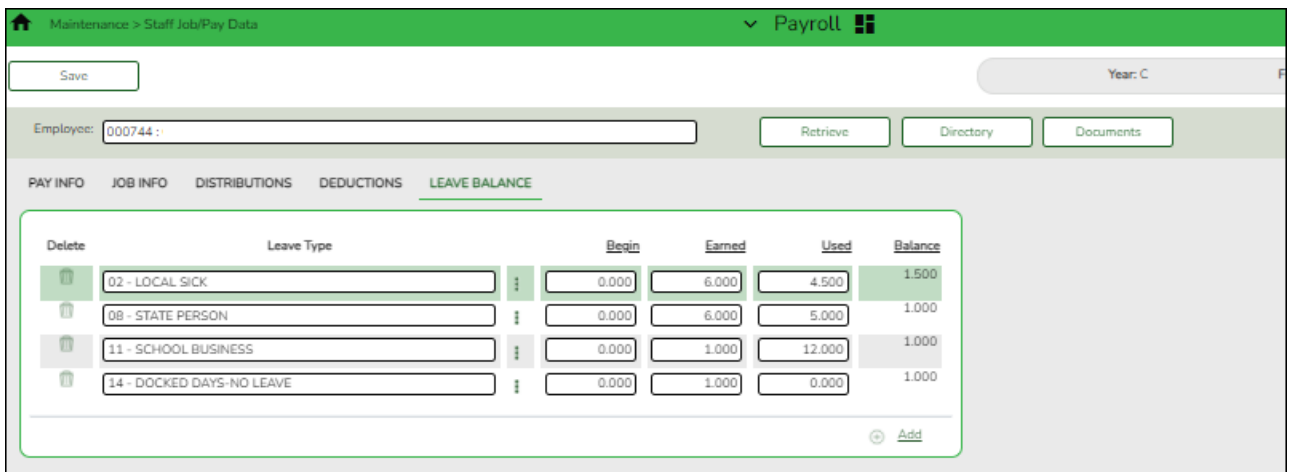 Maintenance > Staff Job/Pay Data Payroll
Save Year: C F
Employee: 000744 : Retrieve Directory Documents
PAY INFO JOB INFO DISTRIBUTIONS DEDUCTIONS LEAVE BALANCE
Delete Leave Type Begin Earned Used Balance
02 - LOCAL SICK 0.000 6.000 4.500 1.500
08 - STATE PERSON 0.000 6.000 5.000 1.000
11 - SCHOOL BUSINESS 0.000 1.000 12.000 1.000
14 - DOCKED DAYS-NO LEAVE 0.000 1.000 0.000 1.000
Add